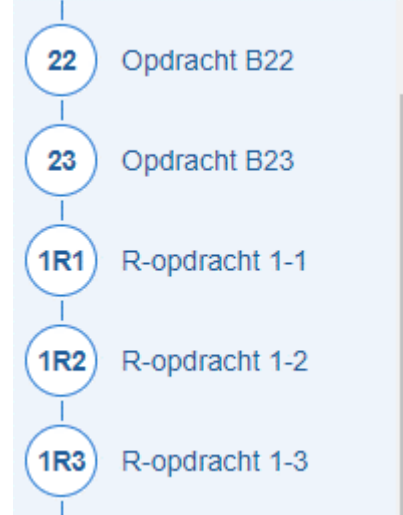 22 Opdracht B22
23 Opdracht B23
1R1 R-opdracht 1-1
1R2 R-opdracht 1-2
1R3 R-opdracht 1-3